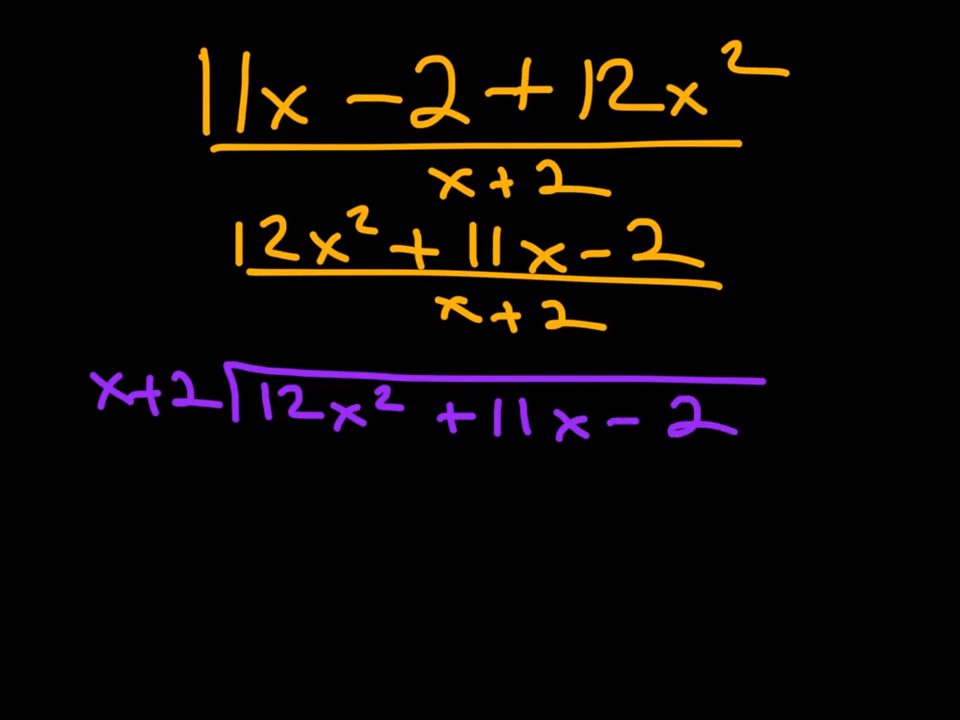 11x - 2 + 12x²
x + 2
12x² + 11x - 2
x + 2
x+2 12x² + 11x - 2